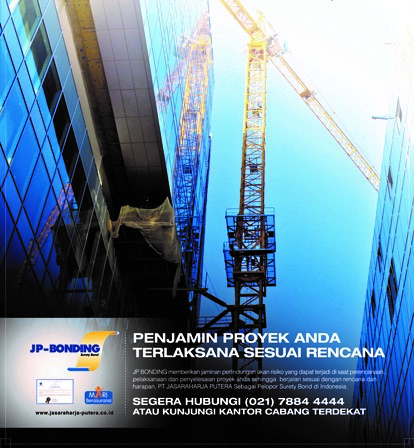 JP-BONDING
Surety Bond
MARI
Berasuransi
www.jasaraharja-putera.co.id
PENJAMIN PROYEK ANDA
TERLAKSANA SESUAI RENCANA
JP BONDING memberikan jaminan perlindungan akan risiko yang dapat terjadi di saat perencanaan,
pelaksanaan dan penyelesaian proyek anda sehingga berjalan sesuai dengan rencana dan
harapan, PT JASARAHARJA PUTERA Sebagai Pelopor Surety Bond di Indonesia.
SEGERA HUBUNGI (021) 7884 4444
ATAU KUNJUNGI KANTOR CABANG TERDEKAT